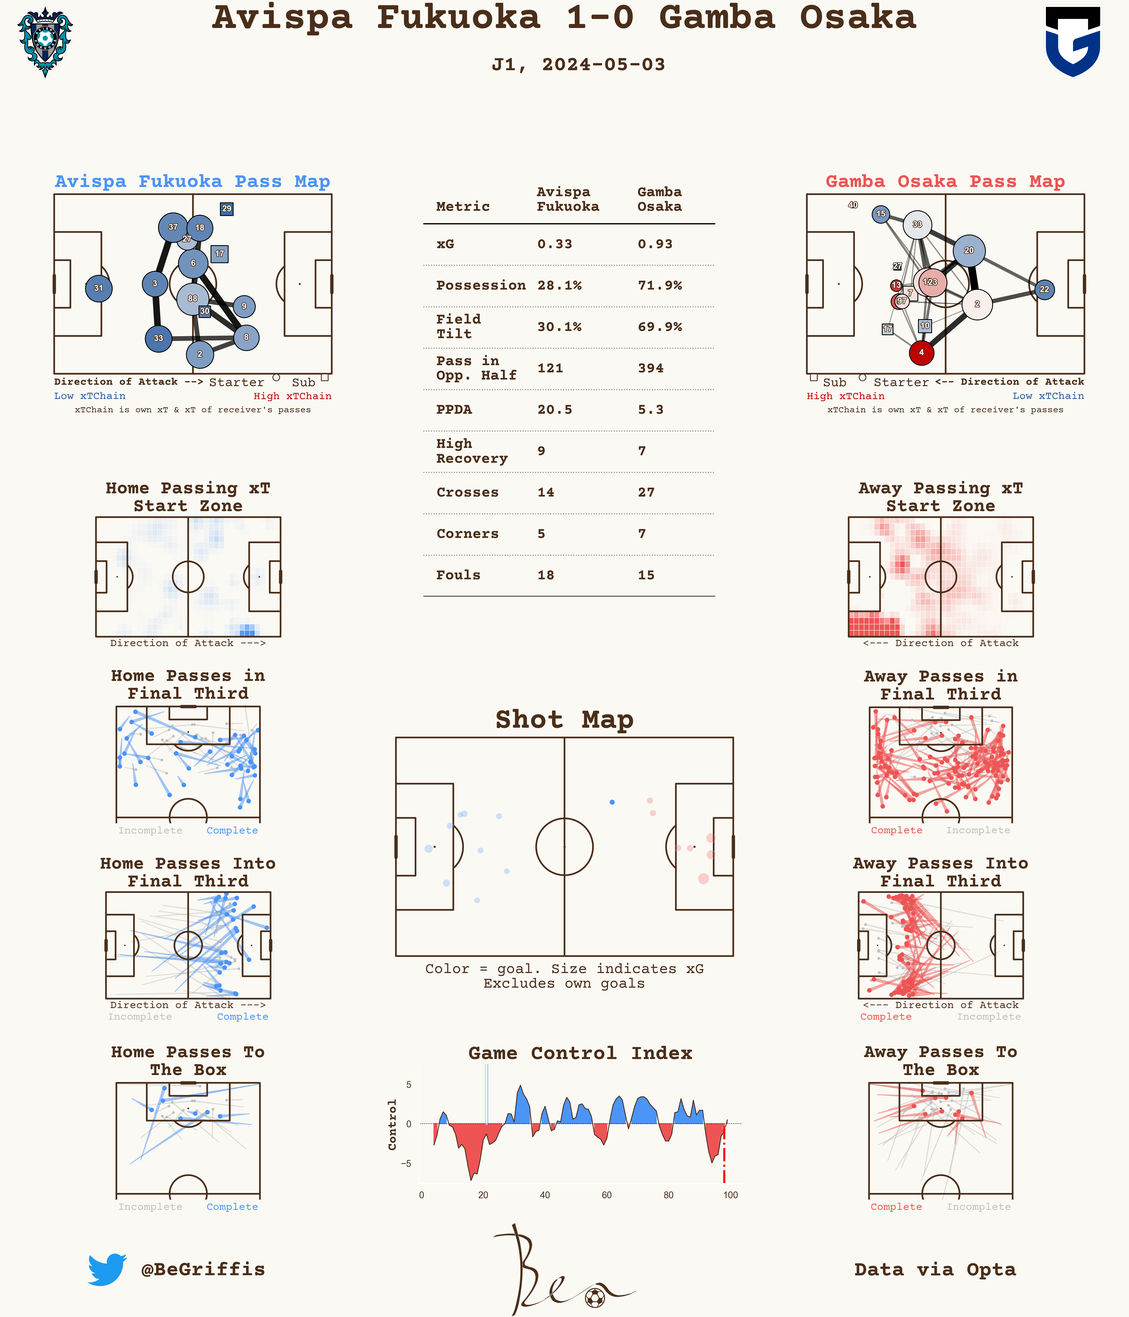 Avispa Fukuoka 1-0 Gamba Osaka
J1, 2024-05-03
Avispa Fukuoka Pass Map
29
37
18
27
17
6
3
31
88
30
9
33
8
2
Direction of Attack --> Starter Sub
Low xTChain High xTChain
xTChain is own xT & xT of receiver's passes
Metric Avispa Fukuoka Gamba Osaka
xG 0.33 0.93
Possession 28.1% 71.9%
Field Tilt 30.1% 69.9%
Pass in Opp. Half 121 394
PPDA 20.5 5.3
High Recovery 9 7
Crosses 14 27
Corners 5 7
Fouls 18 15
Gamba Osaka Pass Map
40
15
33
20
27
13
123
22
7
97
2
17
10
4
Sub Starter <-- Direction of Attack
High xTChain Low xTChain
xTChain is own xT & xT of receiver's passes
Home Passing xT
Start Zone
Direction of Attack --->
Away Passing xT
Start Zone
<--- Direction of Attack
Home Passes in
Final Third
Incomplete Complete
Away Passes in
Final Third
Complete Incomplete
Shot Map
Color = goal. Size indicates xG
Excludes own goals
Home Passes Into
Final Third
Direction of Attack --->
Incomplete Complete
Away Passes Into
Final Third
<--- Direction of Attack
Complete Incomplete
Home Passes To
The Box
Incomplete Complete
Game Control Index
Control
5
0
−5
0 20 40 60 80 100
Away Passes To
The Box
Complete Incomplete
@BeGriffis
Ben
Data via Opta